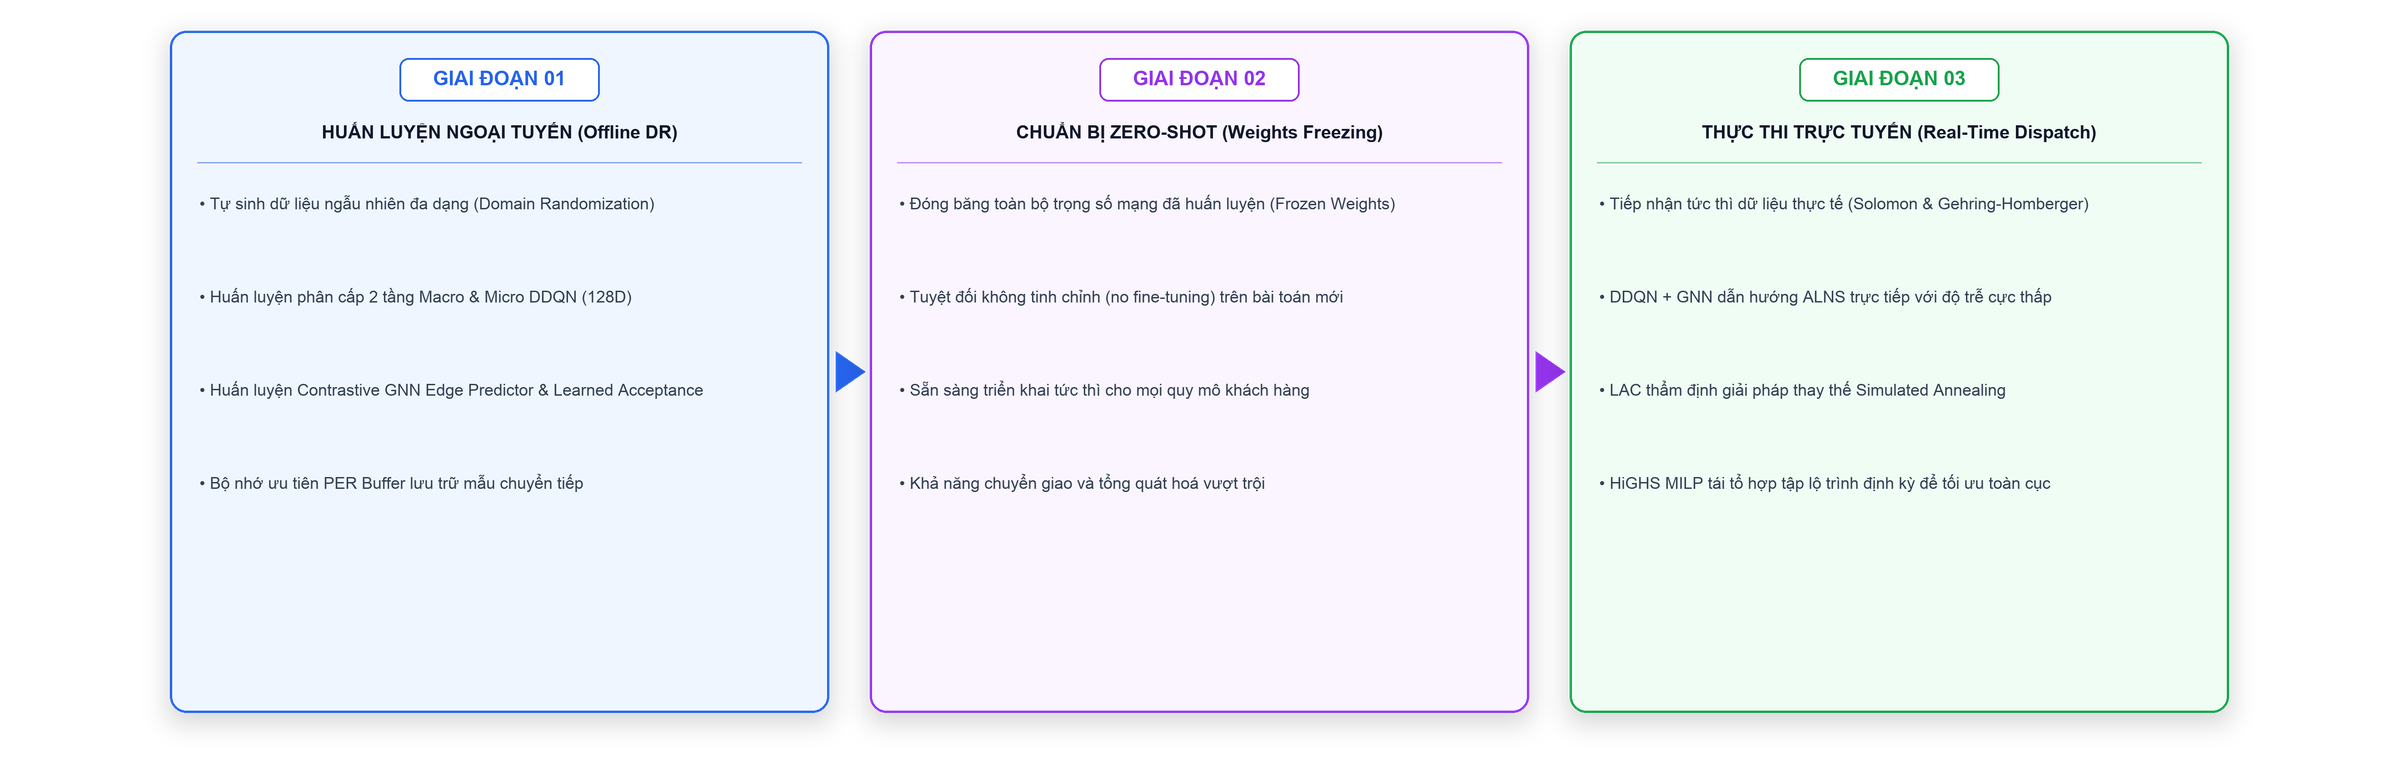 GIAI ĐOẠN 01
HUẤN LUYỆN NGOẠI TUYẾN (Offline DR)
• Tự sinh dữ liệu ngẫu nhiên đa dạng (Domain Randomization)
• Huấn luyện phân cấp 2 tầng Macro & Micro DDQN (128D)
• Huấn luyện Contrastive GNN Edge Predictor & Learned Acceptance
• Bộ nhớ ưu tiên PER Buffer lưu trữ mẫu chuyển tiếp
GIAI ĐOẠN 02
CHUẨN BỊ ZERO-SHOT (Weights Freezing)
• Đóng băng toàn bộ trọng số mạng đã huấn luyện (Frozen Weights)
• Tuyệt đối không tinh chỉnh (no fine-tuning) trên bài toán mới
• Sẵn sàng triển khai tức thì cho mọi quy mô khách hàng
• Khả năng chuyển giao và tổng quát hoá vượt trội
GIAI ĐOẠN 03
THỰC THI TRỰC TUYẾN (Real-Time Dispatch)
• Tiếp nhận tức thì dữ liệu thực tế (Solomon & Gehring-Homberger)
• DDQN + GNN dẫn hướng ALNS trực tiếp với độ trễ cực thấp
• LAC thẩm định giải pháp thay thế Simulated Annealing
• HiGHS MILP tái tổ hợp tập lộ trình định kỳ để tối ưu toàn cục